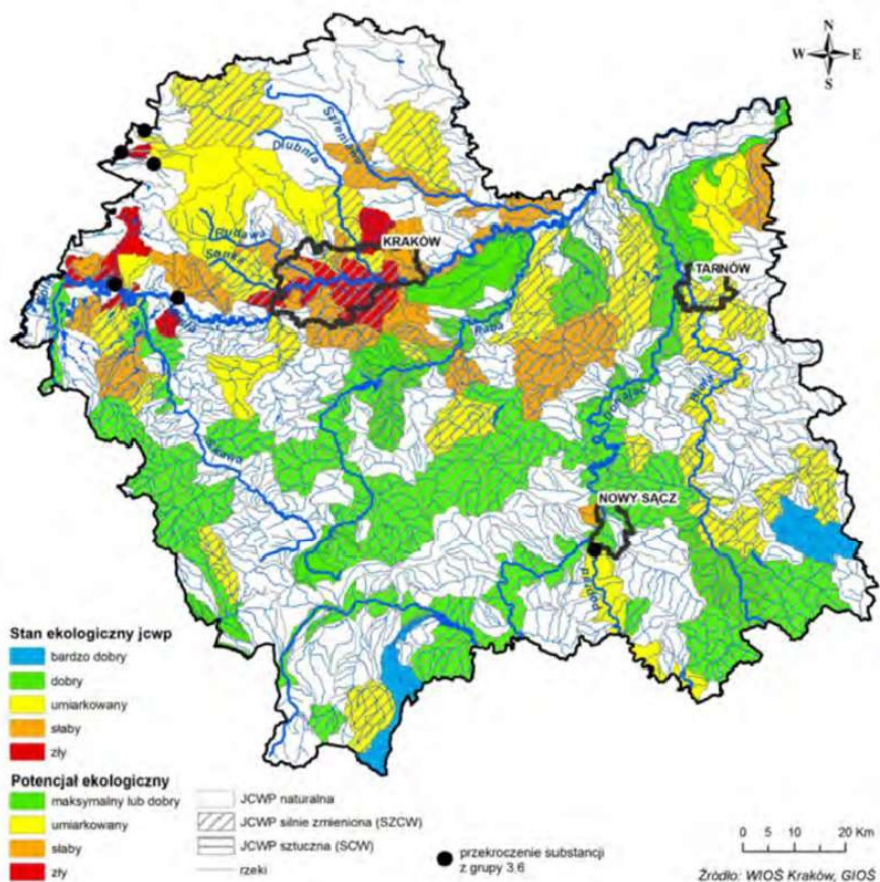 N
W E
S
Szreniawa
Dłubnia
Rudawa
Sanka
KRAKÓW
TARNÓW
Soła
Wisła
Raba
Dunajec
Biała
Skawa
NOWY SĄCZ
Poprad
Stan ekologiczny jcwp
bardzo dobry
dobry
umiarkowany
słaby
zły
Potencjał ekologiczny
maksymalny lub dobry
umiarkowany
słaby
zły
JCWP naturalna
JCWP silnie zmieniona (SZCW)
JCWP sztuczna (SCW)
rzeki
przekroczenie substancji
z grupy 3.6
0 5 10 20 Km
Źródło: WIOŚ Kraków, GIOŚ